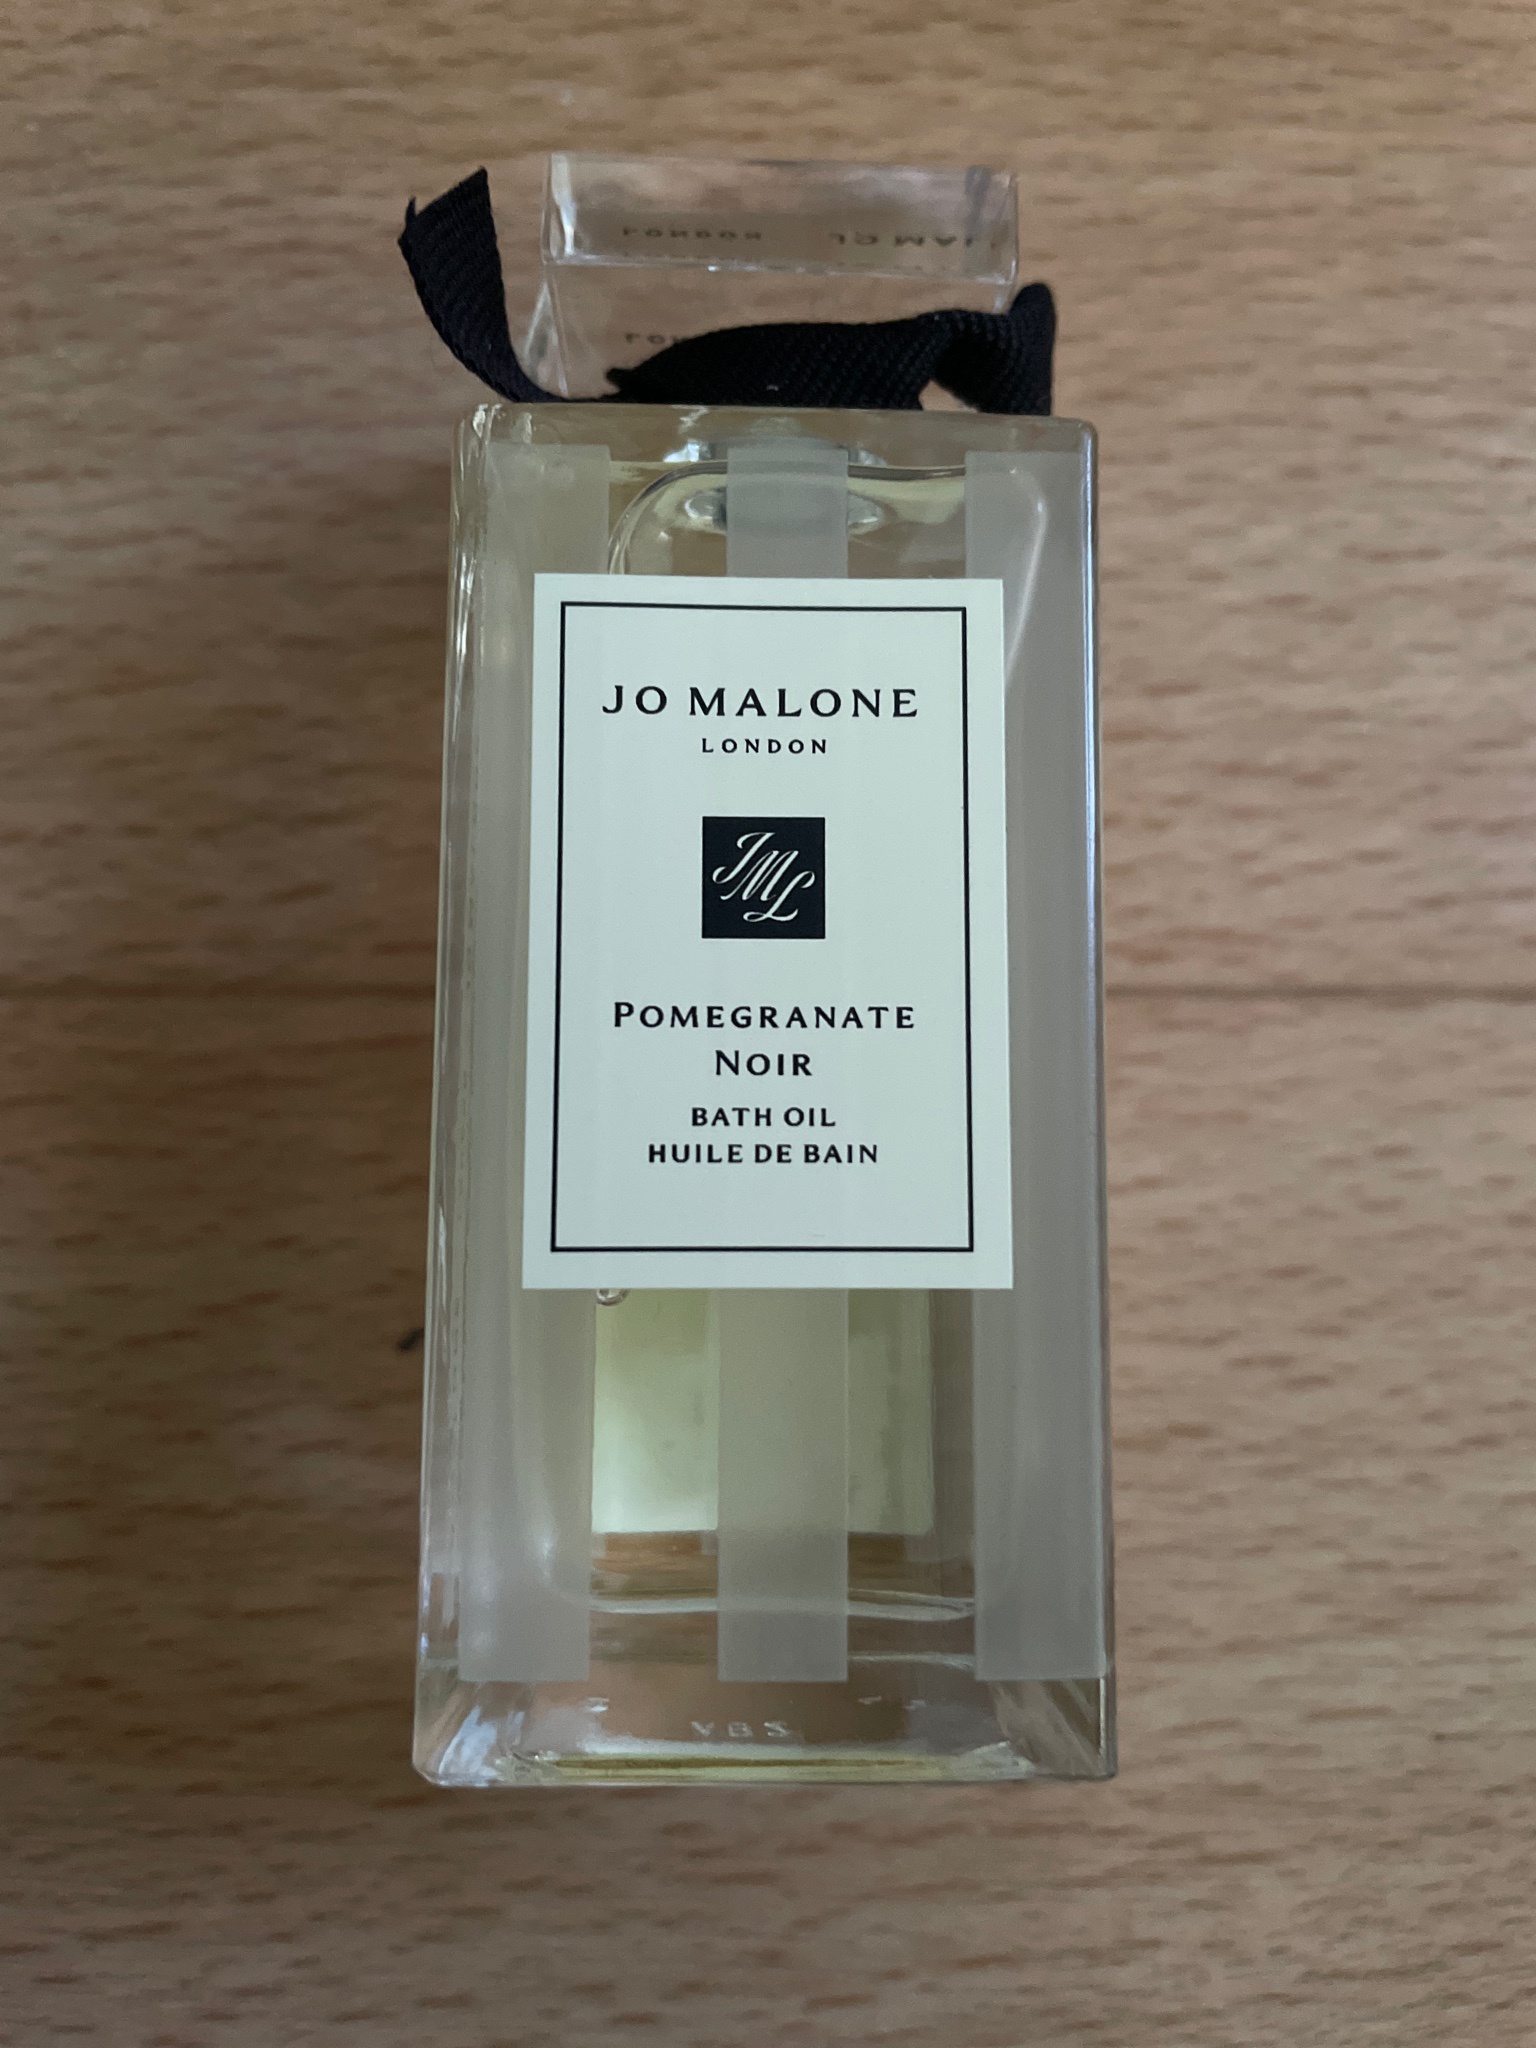 JO MALONE
LONDON
JML
POMEGRANATE
NOIR
BATH OIL
HUILE DE BAIN